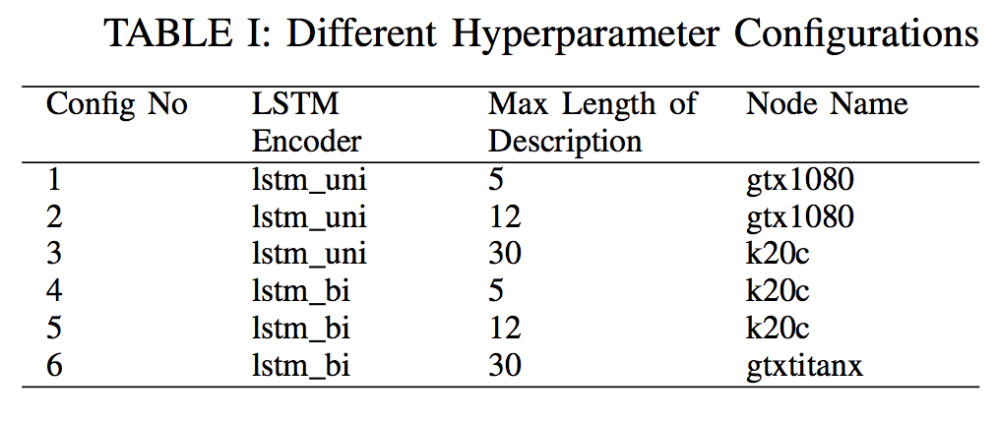 TABLE I: Different Hyperparameter Configurations
Config No LSTM Encoder Max Length of Description Node Name
1 lstm_uni 5 gtx1080
2 lstm_uni 12 gtx1080
3 lstm_uni 30 k20c
4 lstm_bi 5 k20c
5 lstm_bi 12 k20c
6 lstm_bi 30 gtxtitanx